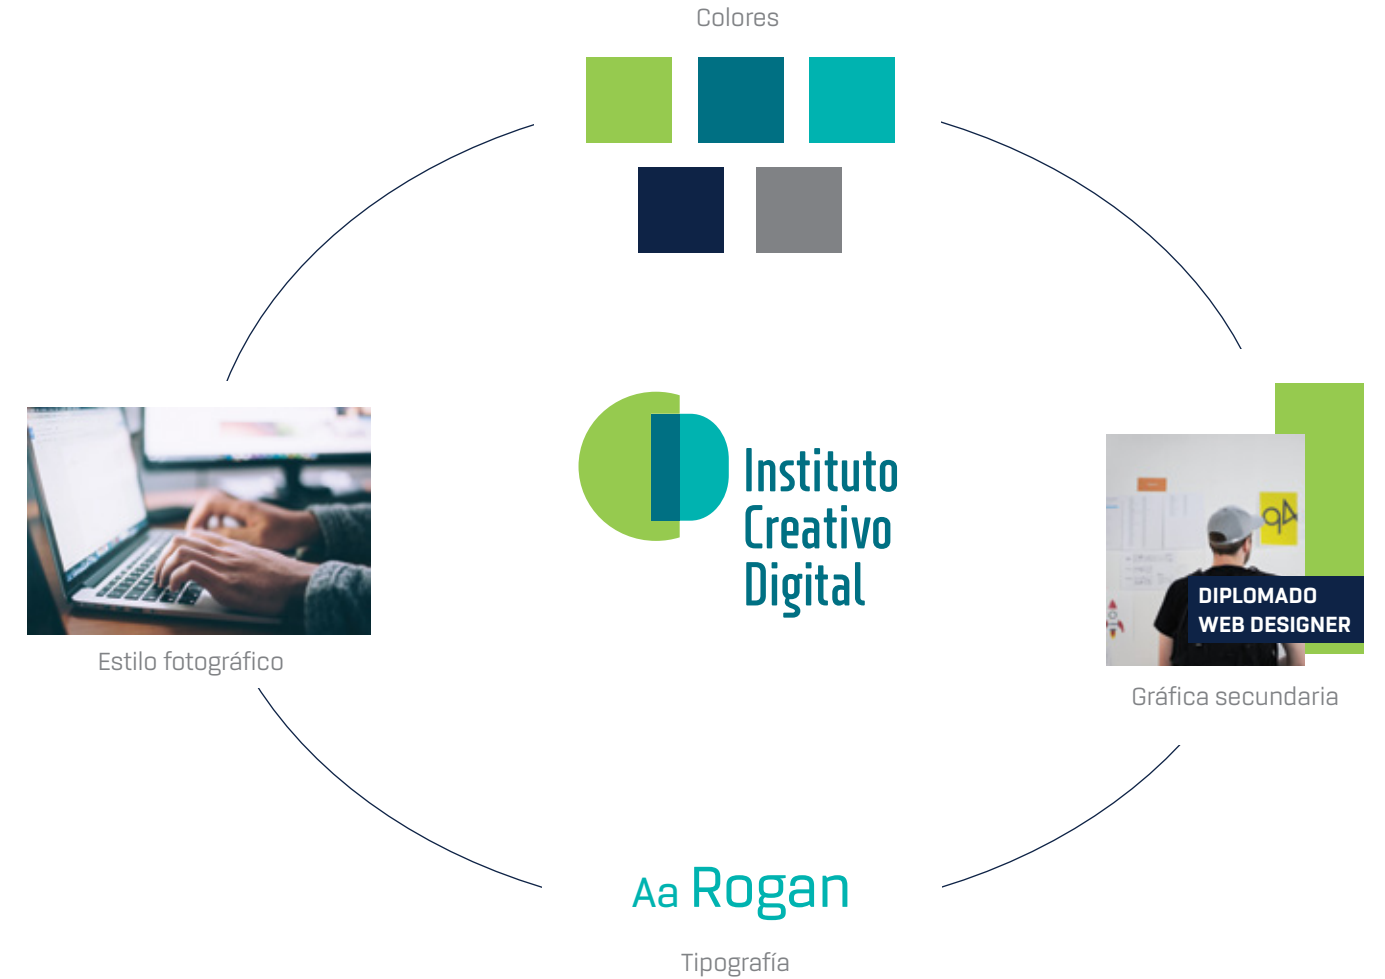 Colores
Instituto
Creativo
Digital
Estilo fotográfico
DIPLOMADO
WEB DESIGNER
Gráfica secundaria
Aa Rogan
Tipografía